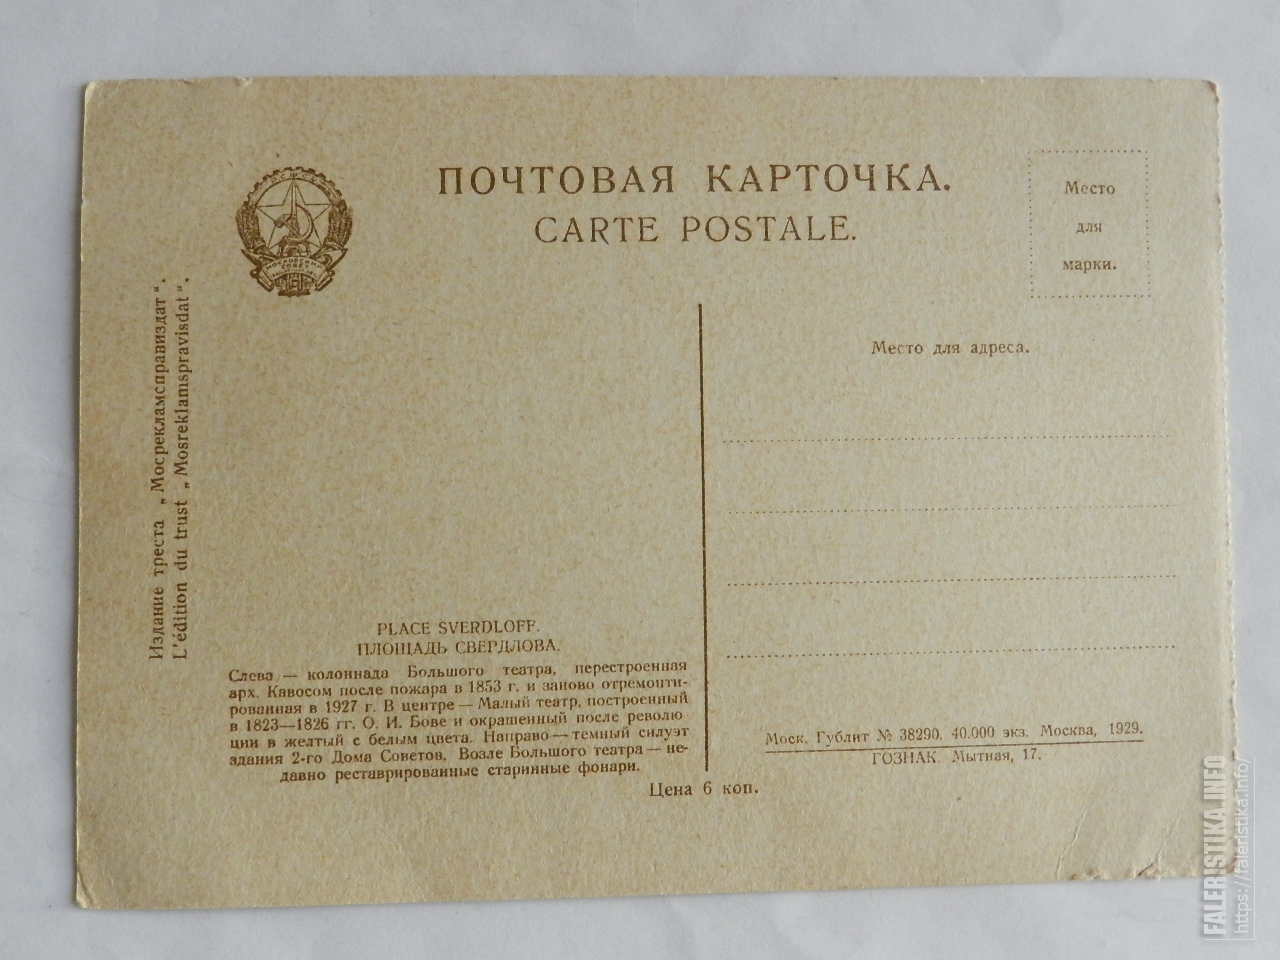 ПОЧТОВАЯ КАРТОЧКА.
CARTE POSTALE.
Место
для
марки.
МОСКОВСКИЙ
СОВЕТ
Издание треста „Мосрекламсправиздат“.
L'édition du trust „Mosreklamspravisdat“.
Место для адреса.
PLACE SVERDLOFF.
ПЛОЩАДЬ СВЕРДЛОВА.
Слева — колоннада Большого театра, перестроенная
арх. Кавосом после пожара в 1853 г. и заново отремонти-
рованная в 1927 г. В центре — Малый театр, построенный
в 1823—1826 гг. О. И. Бове и окрашенный после револю
ции в желтый с белым цвета. Направо — темный силуэт
здания 2-го Дома Советов. Возле Большого театра — не-
давно реставрированные старинные фонари.
Цена 6 коп.
Моск. Гублит № 38290. 40.000 экз. Москва, 1929.
ГОЗНАК. Мытная, 17.
FALERISTIKA.INFO
https://faleristika.info/